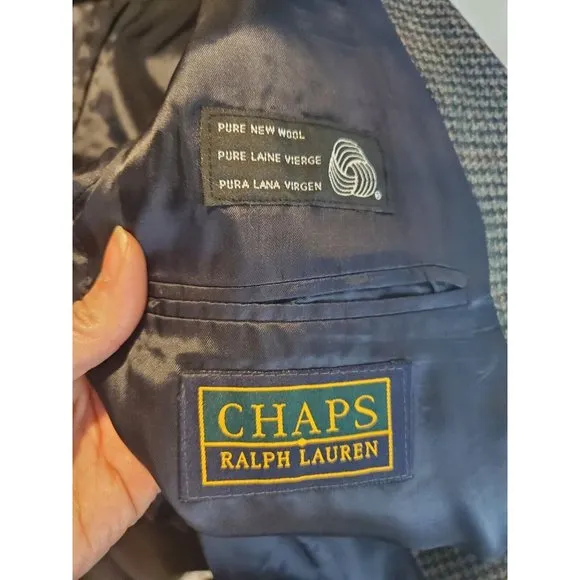 PURE NEW WOOL
PURE LAINE VIERGE
PURA LANA VIRGEN
®
CHAPS
RALPH LAUREN